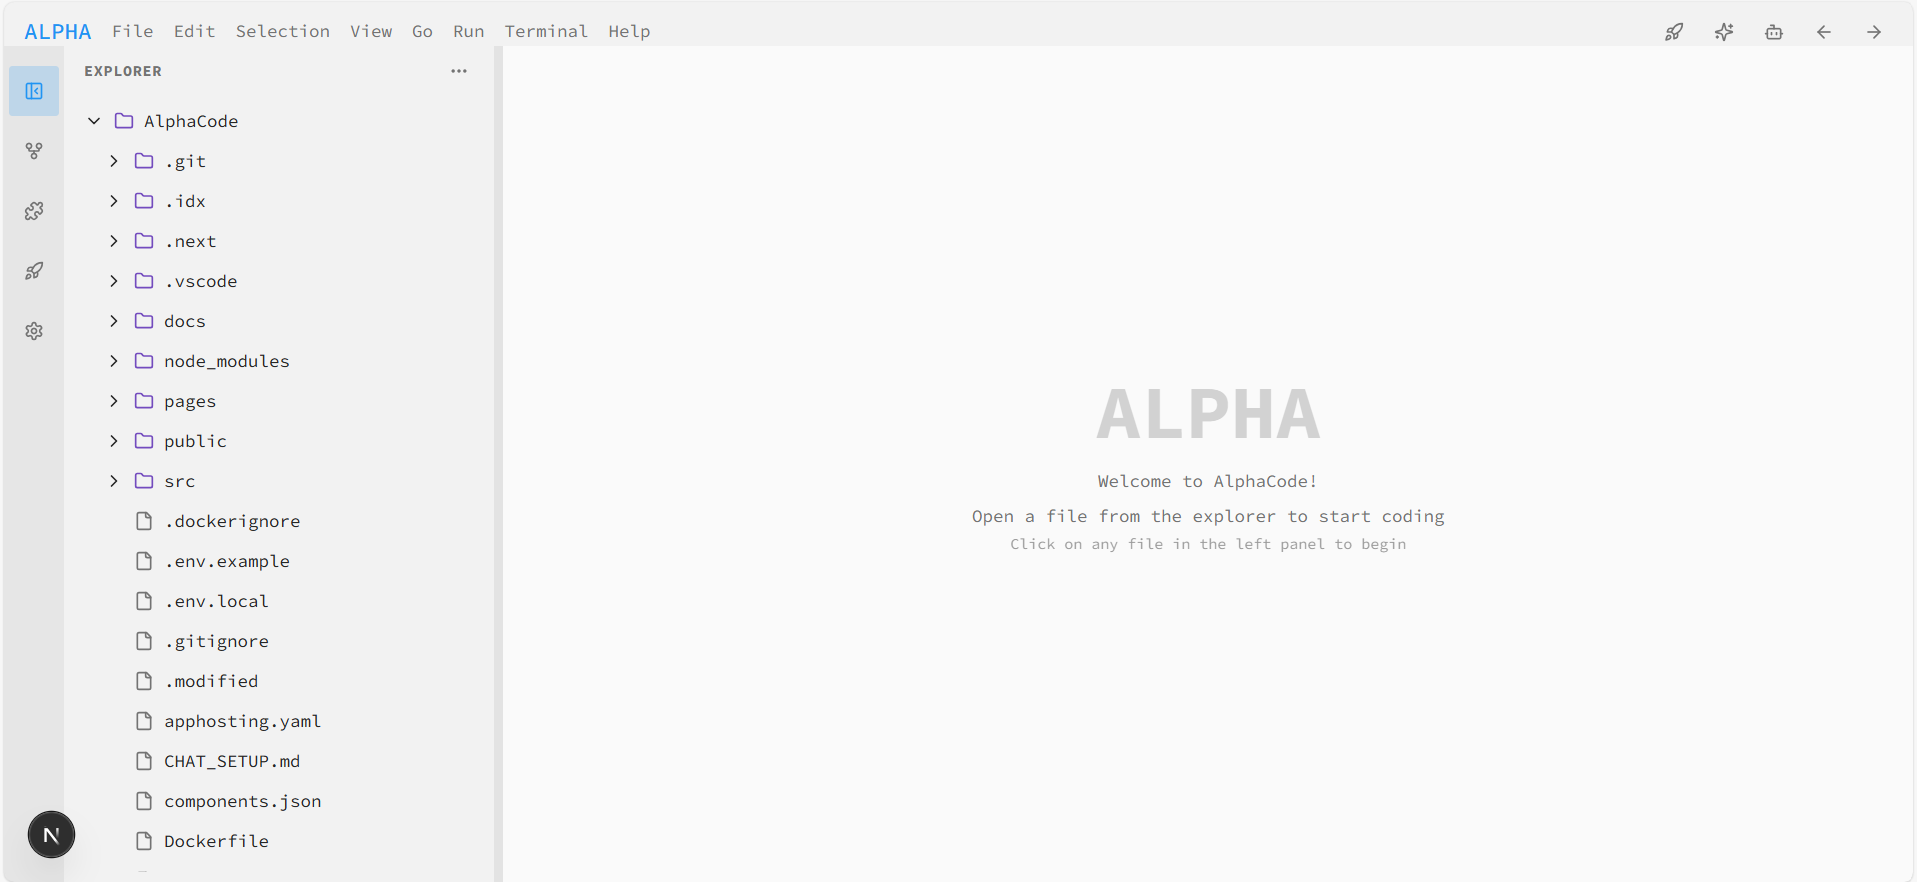 ALPHA File Edit Selection View Go Run Terminal Help
EXPLORER
AlphaCode
.git
.idx
.next
.vscode
docs
node_modules
pages
public
src
.dockerignore
.env.example
.env.local
.gitignore
.modified
apphosting.yaml
CHAT_SETUP.md
components.json
Dockerfile
N
ALPHA
Welcome to AlphaCode!
Open a file from the explorer to start coding
Click on any file in the left panel to begin